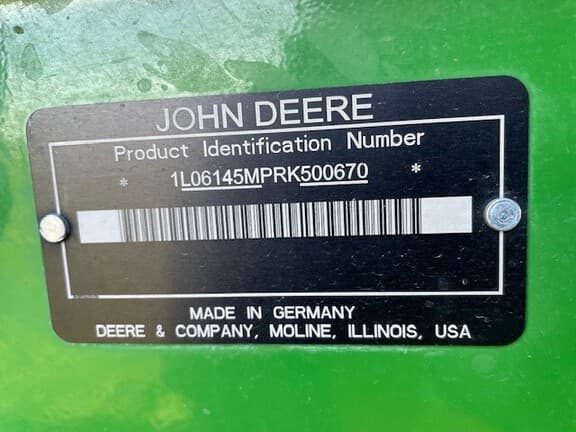 JOHN DEERE
Product Identification Number
* 1L06145MPRK500670 *
MADE IN GERMANY
DEERE & COMPANY, MOLINE, ILLINOIS, USA